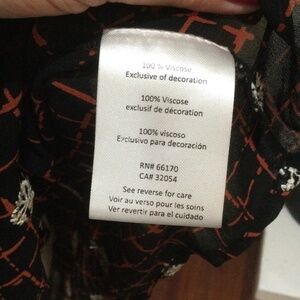 100 % Viscose
Exclusive of decoration
100% Viscose
exclusif de décoration
100% viscoso
Exclusivo para decoración
RN# 66170
CA# 32054
See reverse for care
Voir au verso pour les soins
Ver revertir para el cuidado